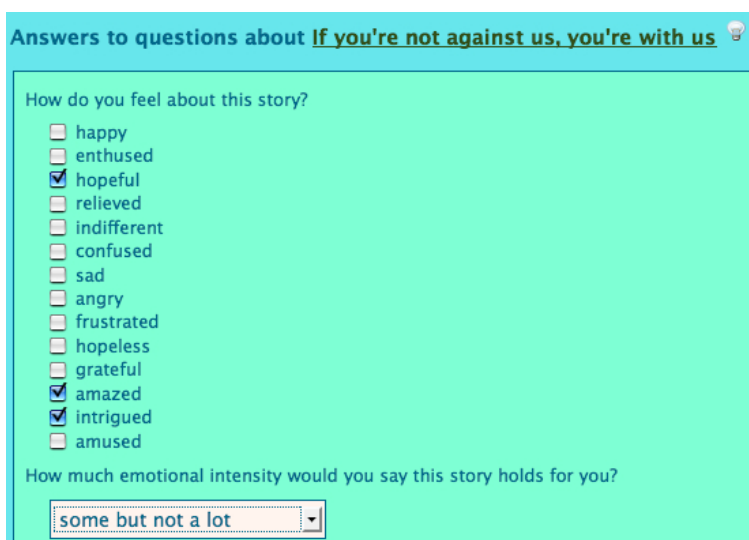 Answers to questions about If you're not against us, you're with us
How do you feel about this story?
happy
enthused
hopeful
relieved
indifferent
confused
sad
angry
frustrated
hopeless
grateful
amazed
intrigued
amused
How much emotional intensity would you say this story holds for you?
some but not a lot